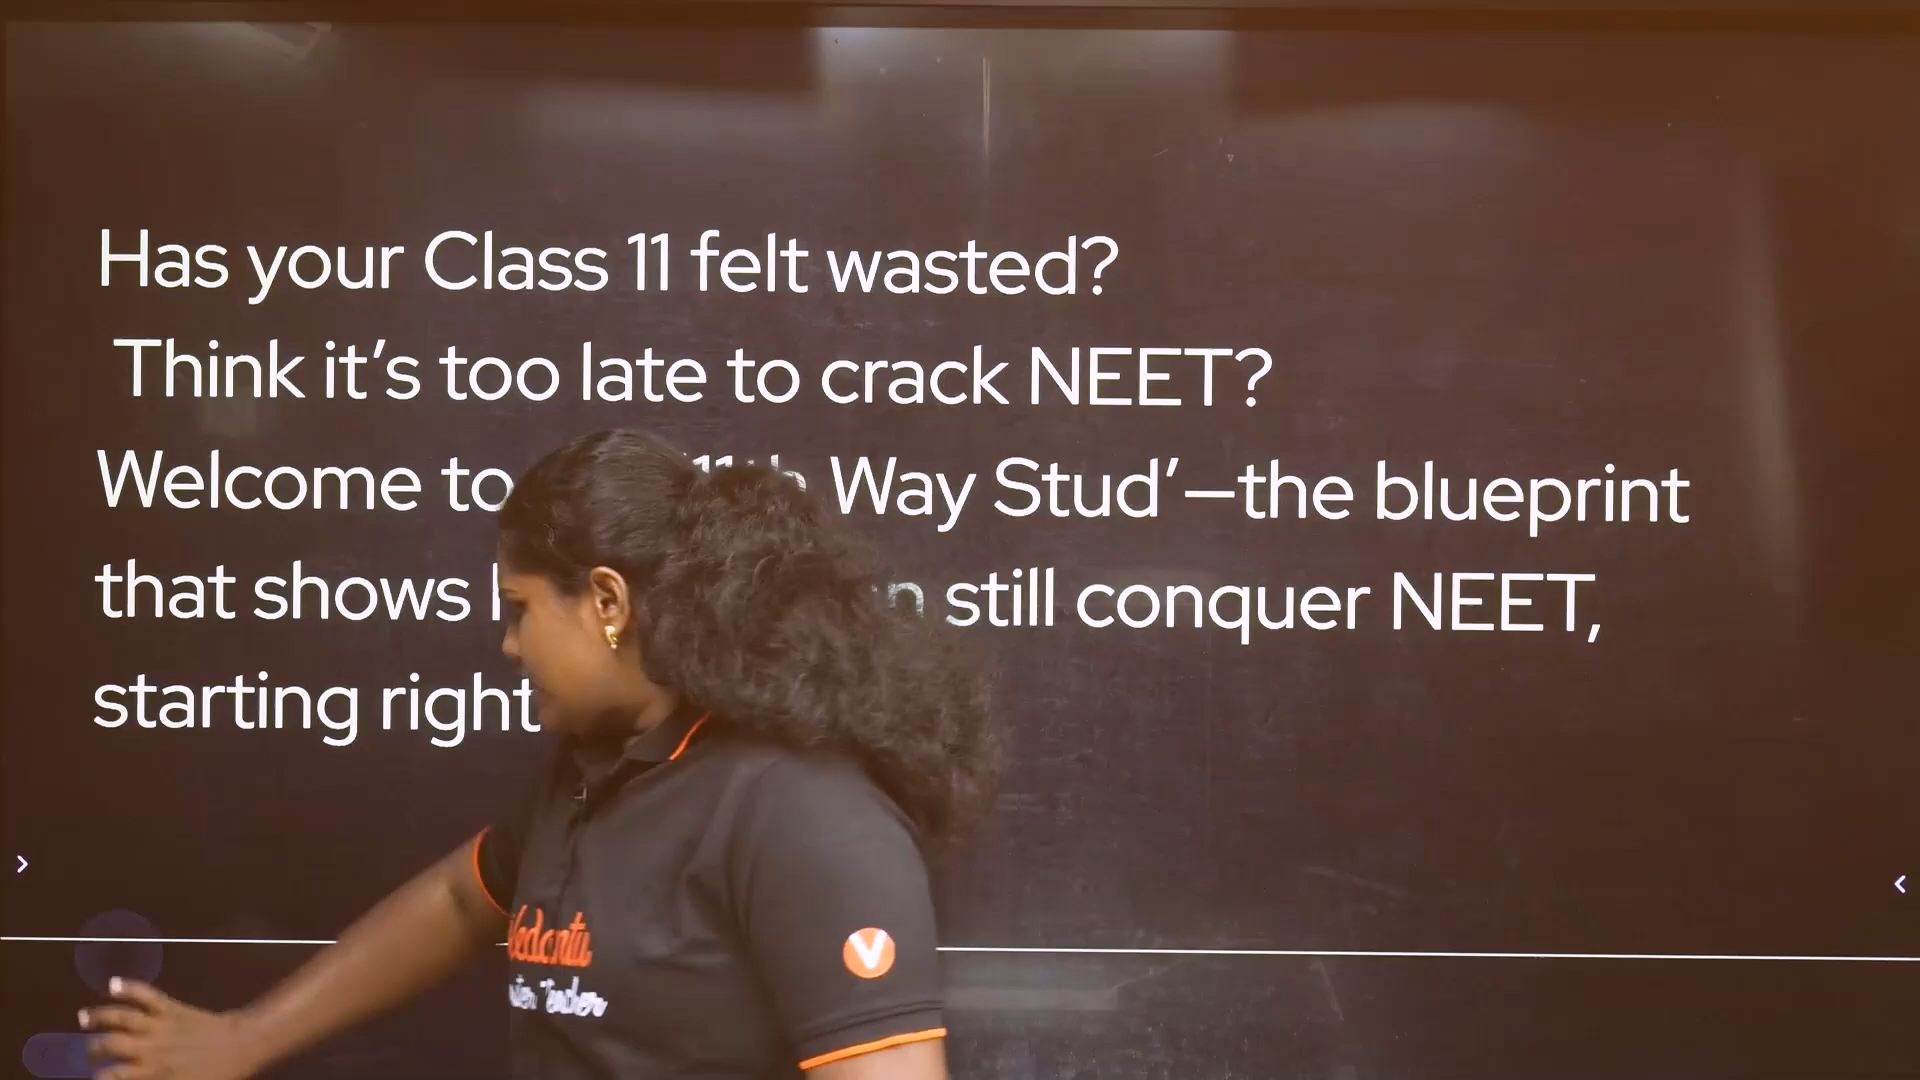 Has your Class 11 felt wasted?
Think it’s too late to crack NEET?
Welcome to Way Stud’—the blueprint
that shows still conquer NEET,
starting right
Vedantu
Teacher
V